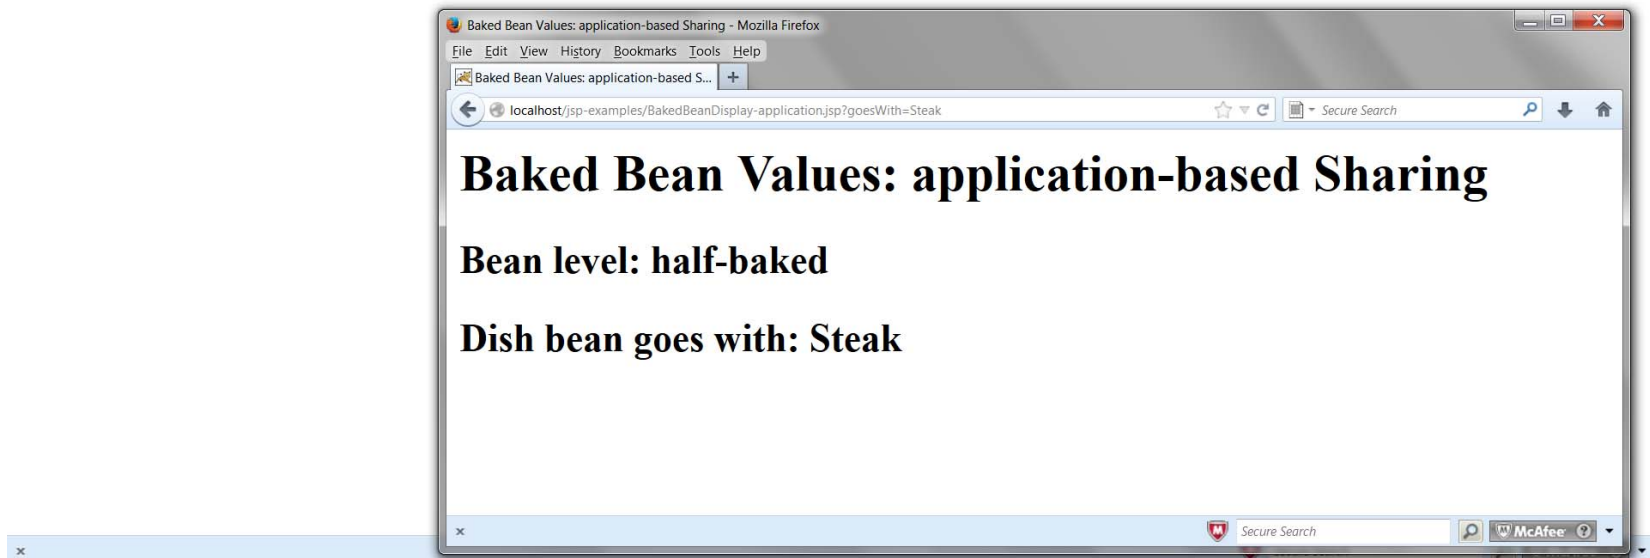 Baked Bean Values: application-based Sharing - Mozilla Firefox
File Edit View History Bookmarks Tools Help
Baked Bean Values: application-based S... +
localhost/jsp-examples/BakedBeanDisplay-application.jsp?goesWith=Steak Secure Search
Baked Bean Values: application-based Sharing
Bean level: half-baked
Dish bean goes with: Steak
x Secure Search McAfee ?
x